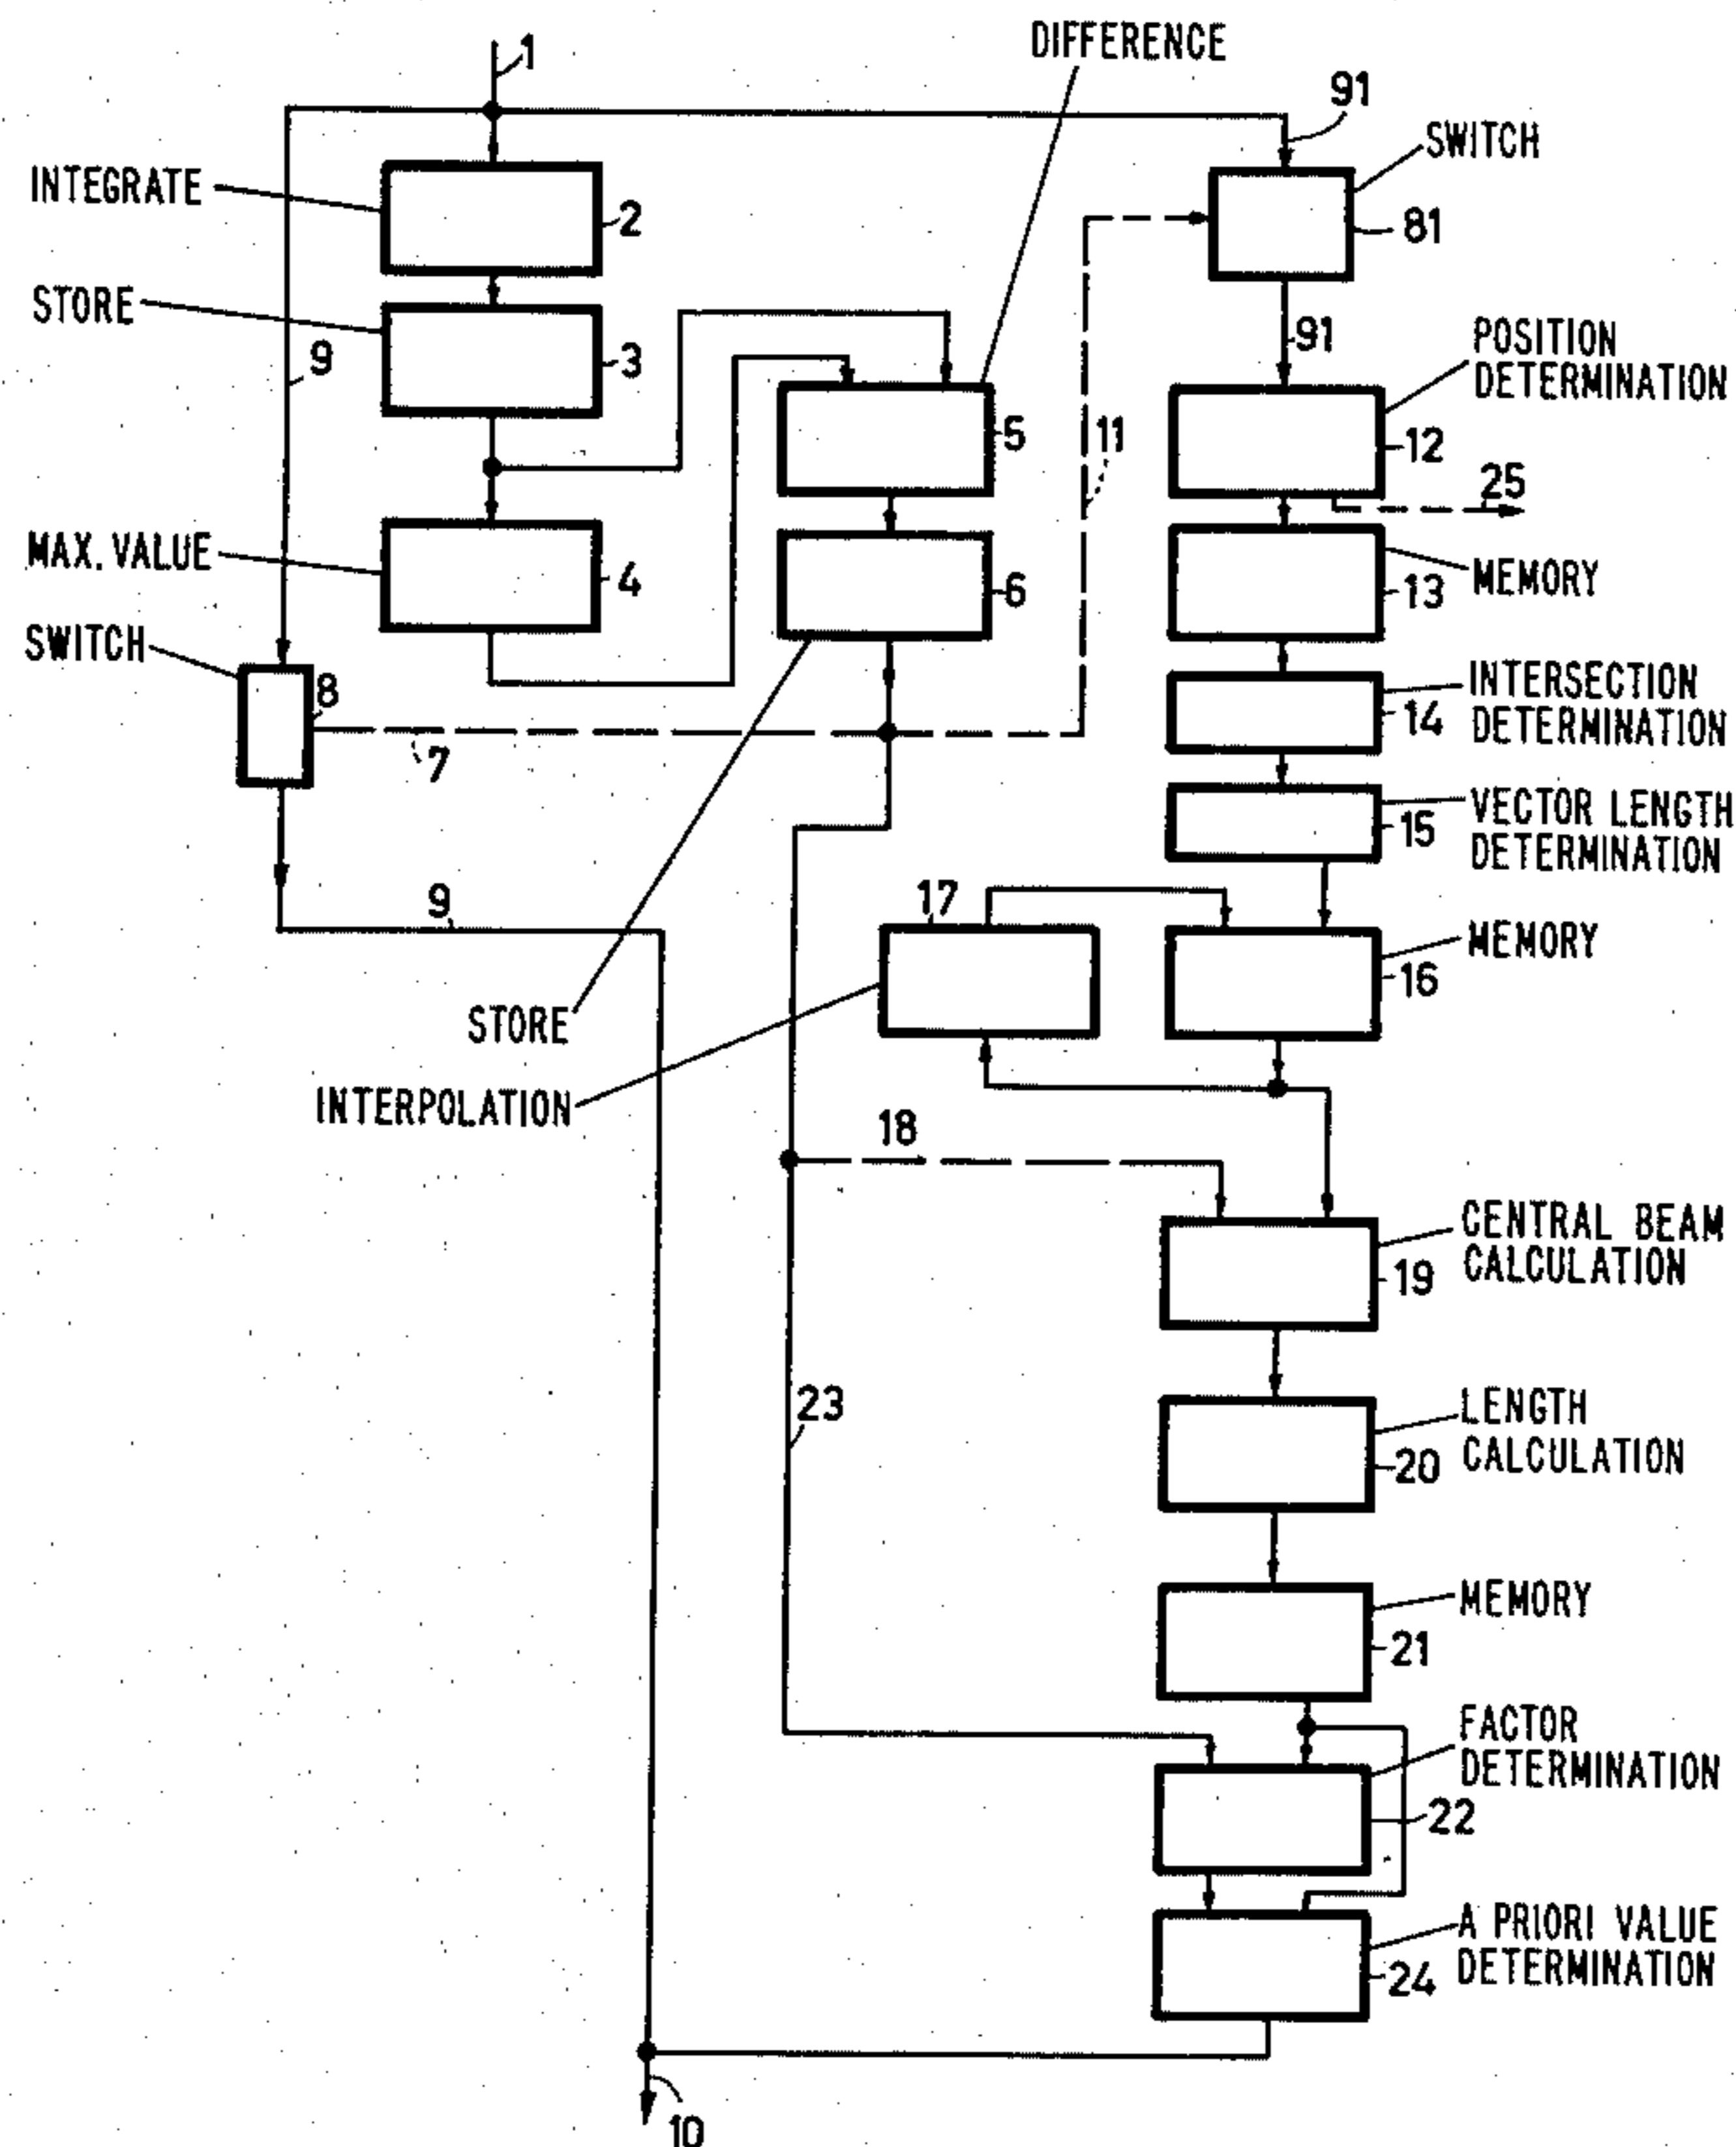 DIFFERENCE
1
91
SWITCH
INTEGRATE
2
81
STORE
3
9
POSITION
DETERMINATION
91
5
11
12
25
MAX. VALUE
4
6
MEMORY
13
SWITCH
8
INTERSECTION
DETERMINATION
14
7
VECTOR LENGTH
DETERMINATION
15
9
17
MEMORY
16
STORE
INTERPOLATION
18
CENTRAL BEAM
CALCULATION
19
23
LENGTH
CALCULATION
20
MEMORY
21
FACTOR
DETERMINATION
22
A PRIORI VALUE
DETERMINATION
24
10